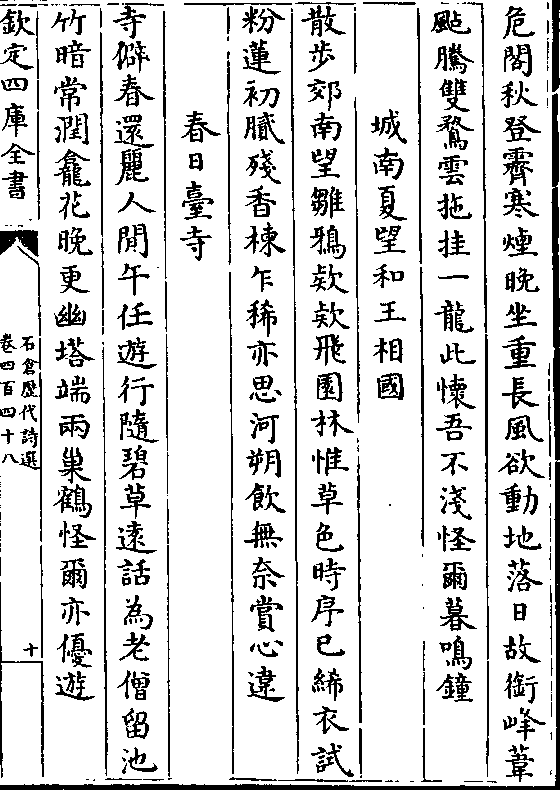 危閣秋登霽寒煙晚坐重長風欲動地落日故銜峰葦
颭騰雙鶩雲拖挂一龍此懷吾不淺怪爾暮鳴鐘
城南夏望和王相國
散步郊南望雛鴉欵欵飛園林惟草色時序已絺衣試
粉蓮初膩殘香楝乍稀亦思河朔飲無奈賞心違
春日臺寺
寺僻春還麗人閒午任遊行隨碧草遠話為老僧留池
竹暗常潤龕花晚更幽塔端兩巢鶴怪爾亦優遊
欽定四庫全書
石倉歷代詩選
卷四百四十八
十